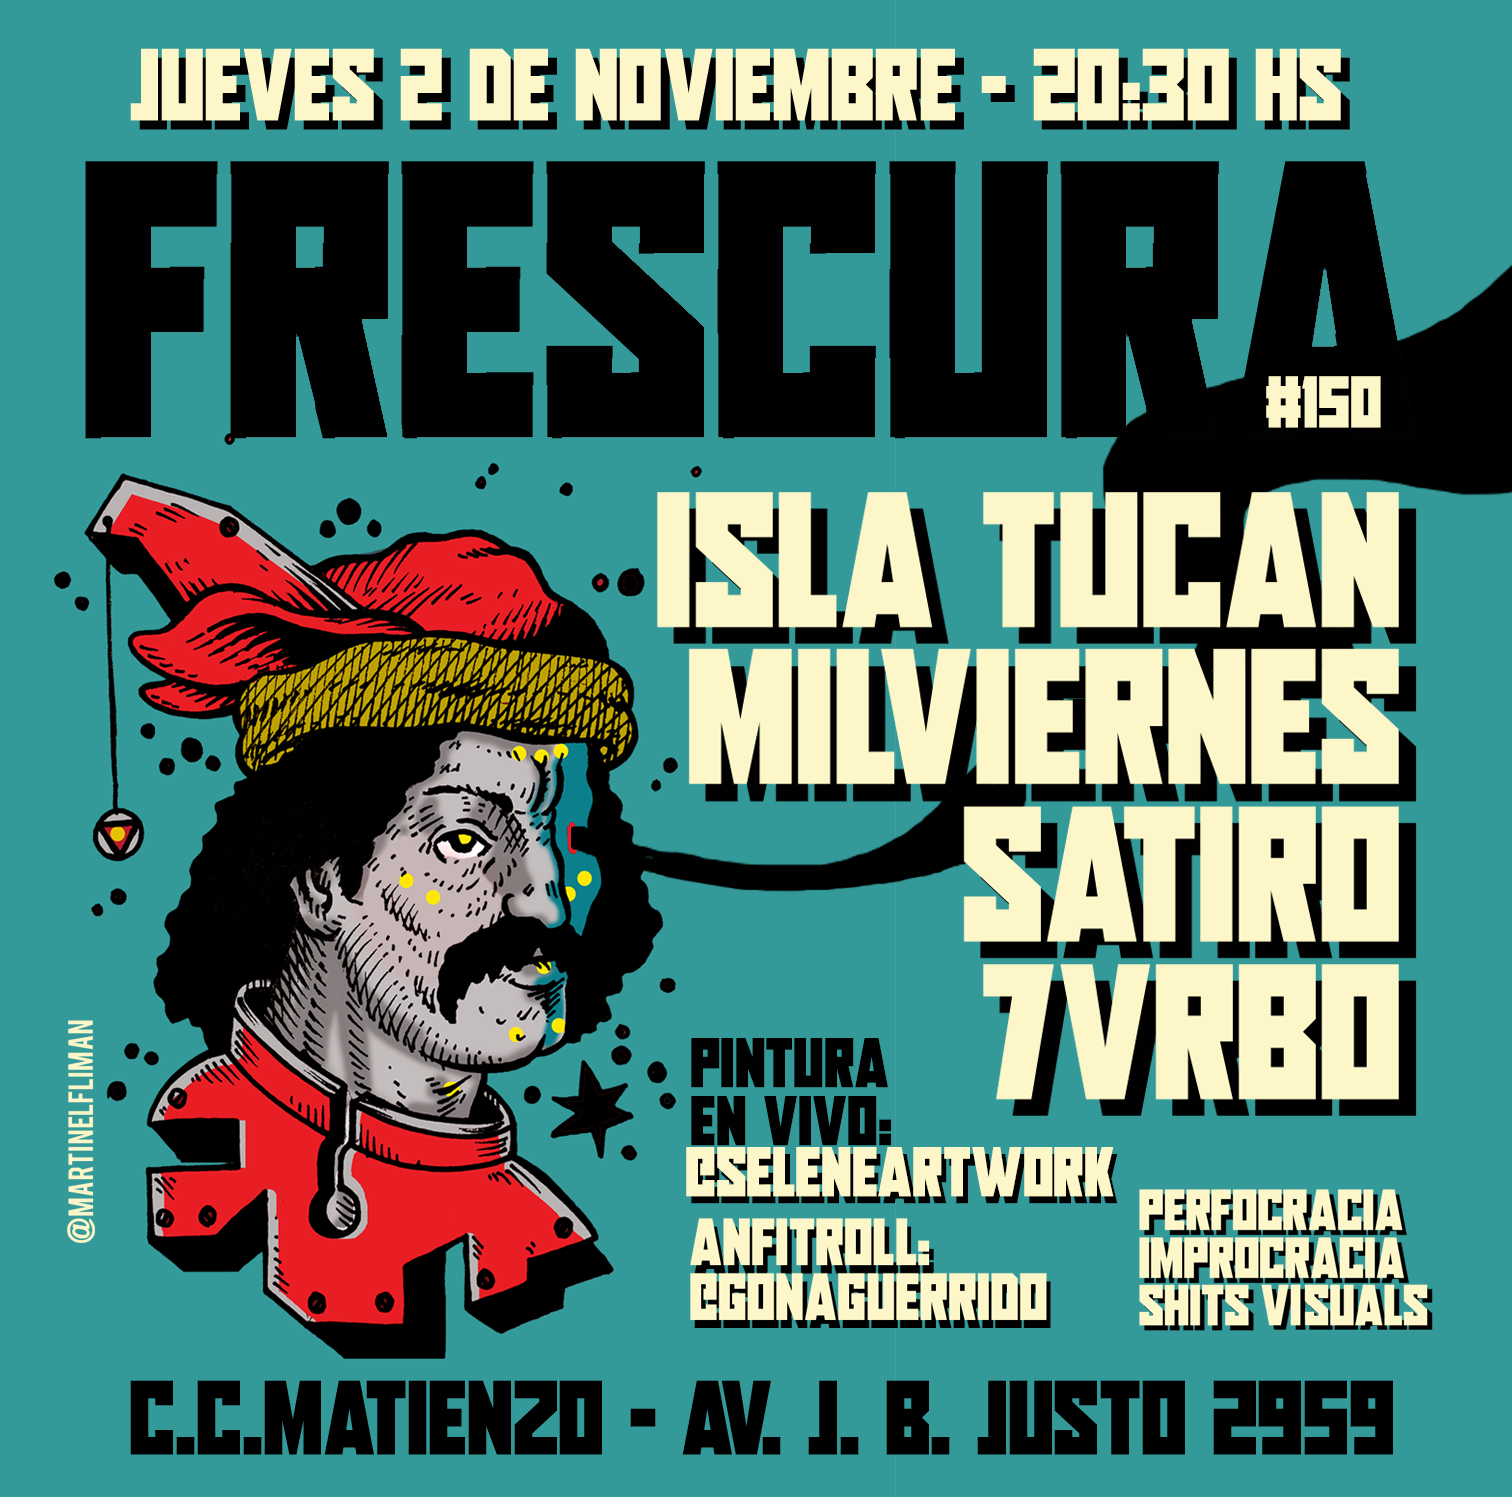 JUEVES 2 DE NOVIEMBRE - 20:30 HS
FRESCURA
#150
ISLA TUCAN
MILVIERNES
SATIRO
7VRBO
PINTURA
EN VIVO:
@SELENEARTWORK
ANFITROLL:
@GONAGUERRIDO
PERFOCRACIA
IMPROCRACIA
SHITS VISUALS
@MARTINELFLIMAN
C.C.MATIENZO - AV. J. B. JUSTO 2959